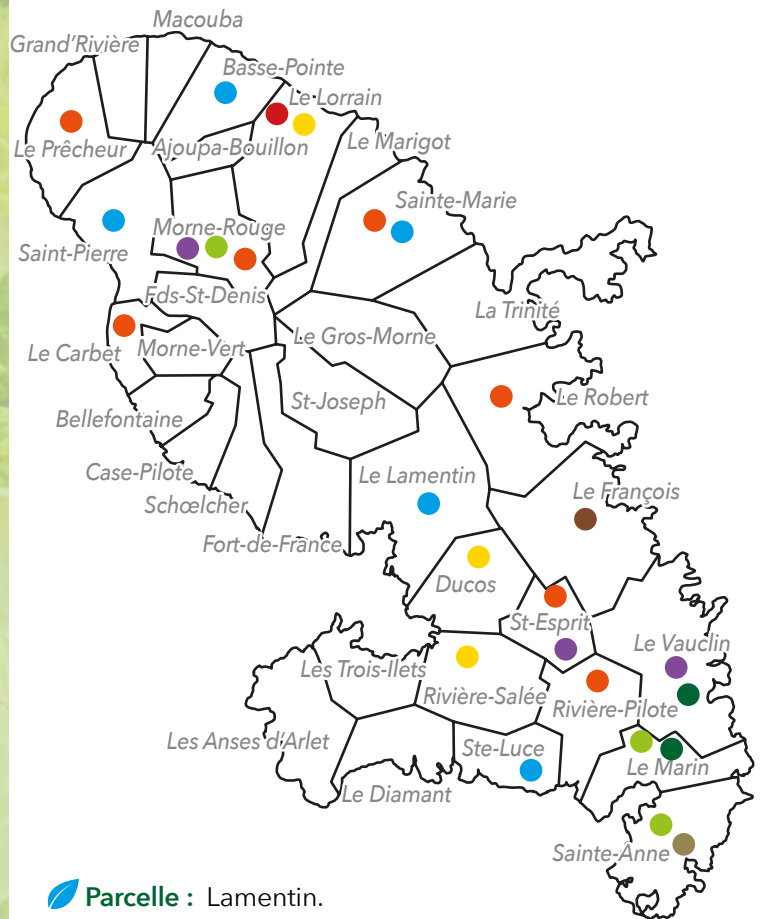 Macouba
Grand'Rivière
Basse-Pointe
Le Lorrain
Le Prêcheur
Ajoupa-Bouillon
Le Marigot
Sainte-Marie
Morne-Rouge
Saint-Pierre
Fds-St-Denis
La Trinité
Le Gros-Morne
Le Carbet
Morne-Vert
St-Joseph
Le Robert
Bellefontaine
Case-Pilote
Le Lamentin
Le François
Schœlcher
Fort-de-France
Ducos
St-Esprit
Le Vauclin
Les Trois-Ilets
Rivière-Salée
Rivière-Pilote
Les Anses d'Arlet
Ste-Luce
Le Marin
Le Diamant
Sainte-Anne
Parcelle : Lamentin.